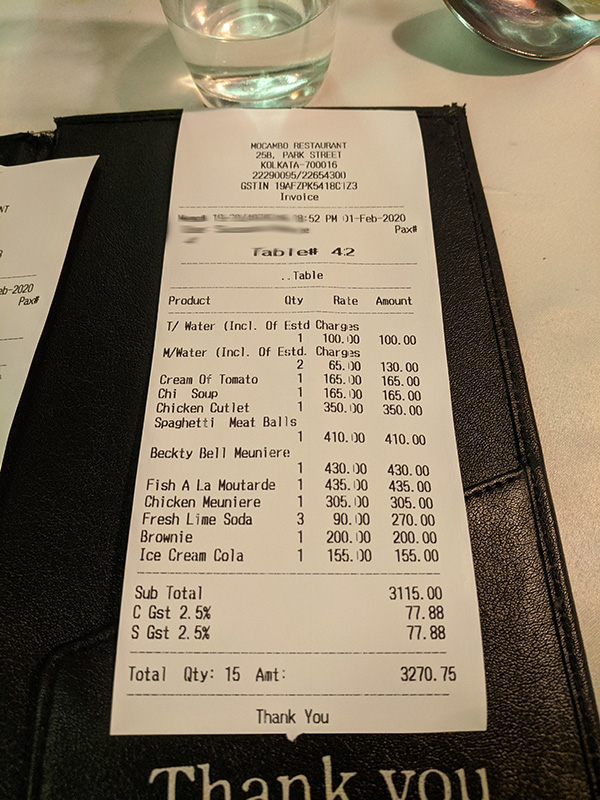 MOCAMBO RESTAURANT
25B, PARK STREET
KOLKATA-700016
22290095/22654300
GSTIN 19AFZPK5418C1Z3
Invoice
8:52 PM 01-Feb-2020
Pax#
Table# 42
..Table
Product Qty Rate Amount
T/ Water (Incl. Of Estd Charges
1 100.00 100.00
M/Water (Incl. Of Estd. Charges
2 65.00 130.00
Cream Of Tomato 1 165.00 165.00
Chi Soup 1 165.00 165.00
Chicken Cutlet 1 350.00 350.00
Spaghetti Meat Balls
1 410.00 410.00
Beckty Bell Meuniere
1 430.00 430.00
Fish A La Moutarde 1 435.00 435.00
Chicken Meuniere 1 305.00 305.00
Fresh Lime Soda 3 90.00 270.00
Brownie 1 200.00 200.00
Ice Cream Cola 1 155.00 155.00
Sub Total 3115.00
C Gst 2.5% 77.88
S Gst 2.5% 77.88
Total Qty: 15 Amt: 3270.75
Thank You
Thank you
NT
eb-2020
Pax#